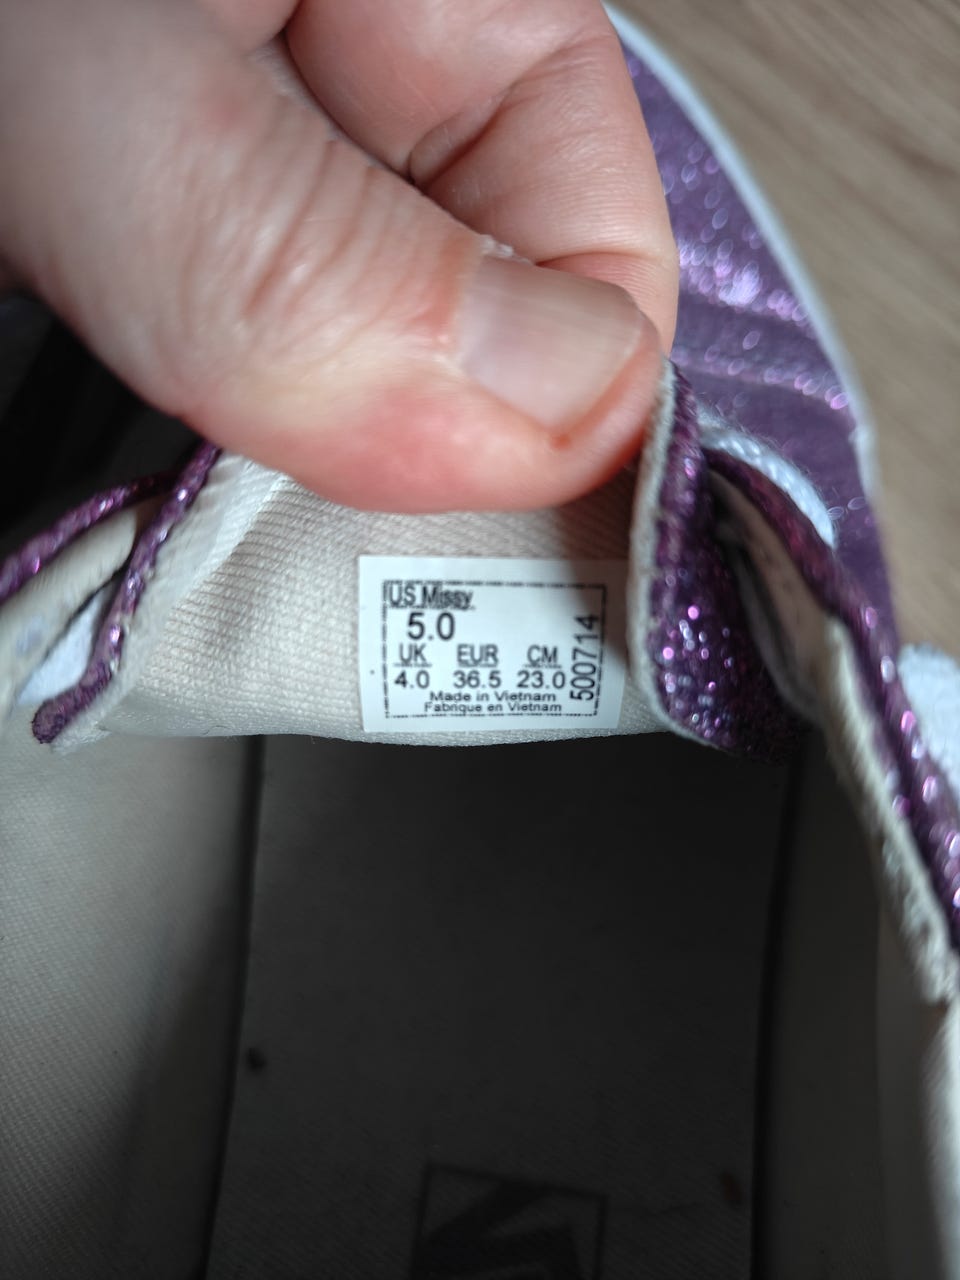 US Missy
5.0
UK EUR CM
4.0 36.5 23.0
Made in Vietnam
Fabrique en Vietnam
500714